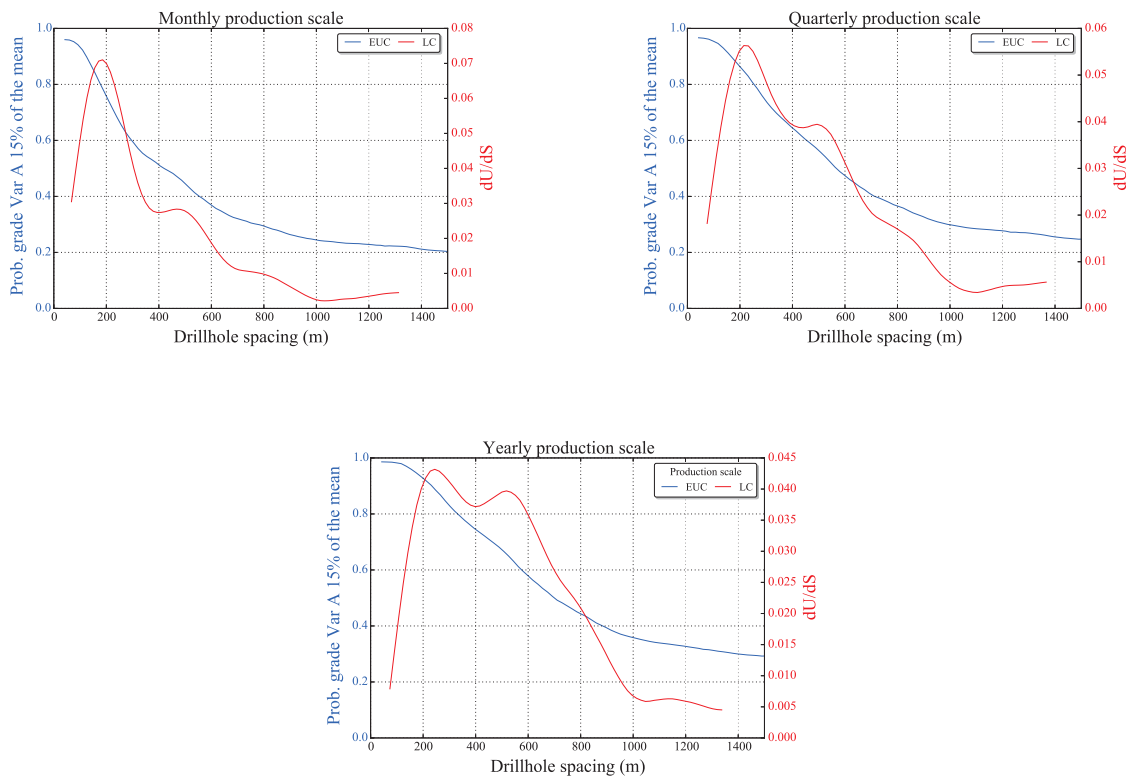 Monthly production scale
Prob. grade Var A 15% of the mean
1.0
0.8
0.6
0.4
0.2
0.0
EUC LC
0.08
0.07
0.06
0.05
0.04
0.03
0.02
0.01
0.00
dU/dS
0 200 400 600 800 1000 1200 1400
Drillhole spacing (m)
Quarterly production scale
Prob. grade Var A 15% of the mean
1.0
0.8
0.6
0.4
0.2
0.0
EUC LC
0.06
0.05
0.04
0.03
0.02
0.01
0.00
dU/dS
0 200 400 600 800 1000 1200 1400
Drillhole spacing (m)
Yearly production scale
Prob. grade Var A 15% of the mean
1.0
0.8
0.6
0.4
0.2
0.0
Production scale
EUC LC
0.045
0.040
0.035
0.030
0.025
0.020
0.015
0.010
0.005
0.000
dU/dS
0 200 400 600 800 1000 1200 1400
Drillhole spacing (m)